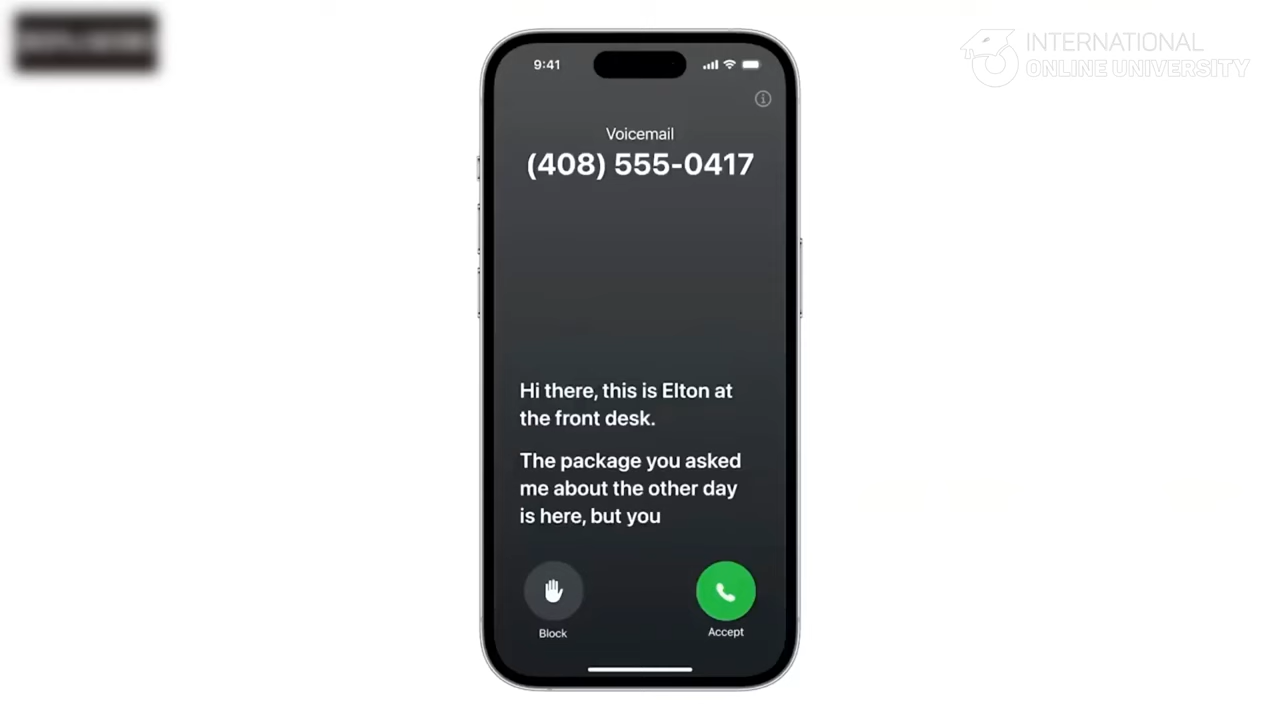 INTERNATIONAL
ONLINE UNIVERSITY
9:41
Voicemail
(408) 555-0417
Hi there, this is Elton at
the front desk.
The package you asked
me about the other day
is here, but you
Block
Accept